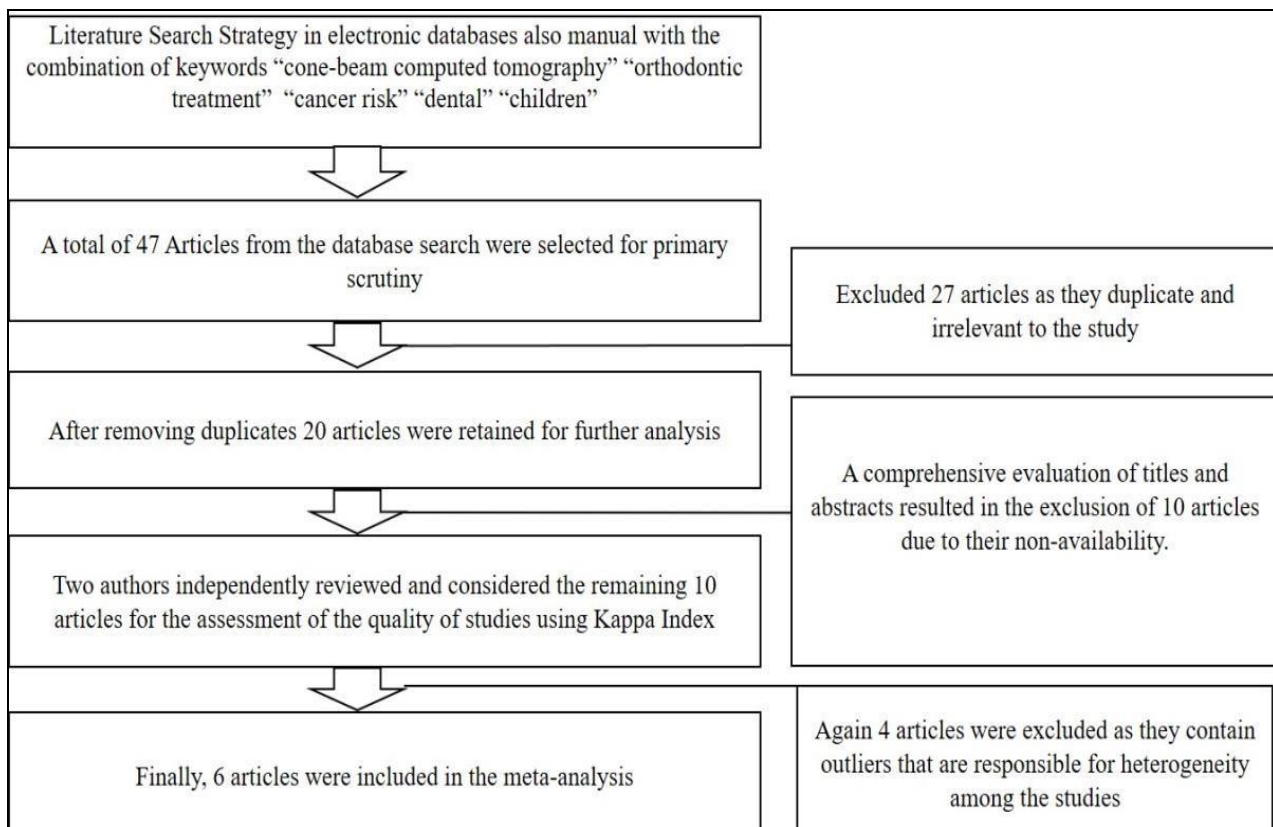 Literature Search Strategy in electronic databases also manual with the
combination of keywords “cone-beam computed tomography” “orthodontic
treatment” “cancer risk” “dental” “children”
A total of 47 Articles from the database search were selected for primary
scrutiny
Excluded 27 articles as they duplicate and
irrelevant to the study
After removing duplicates 20 articles were retained for further analysis
A comprehensive evaluation of titles and
abstracts resulted in the exclusion of 10 articles
due to their non-availability.
Two authors independently reviewed and considered the remaining 10
articles for the assessment of the quality of studies using Kappa Index
Again 4 articles were excluded as they contain
outliers that are responsible for heterogeneity
among the studies
Finally, 6 articles were included in the meta-analysis